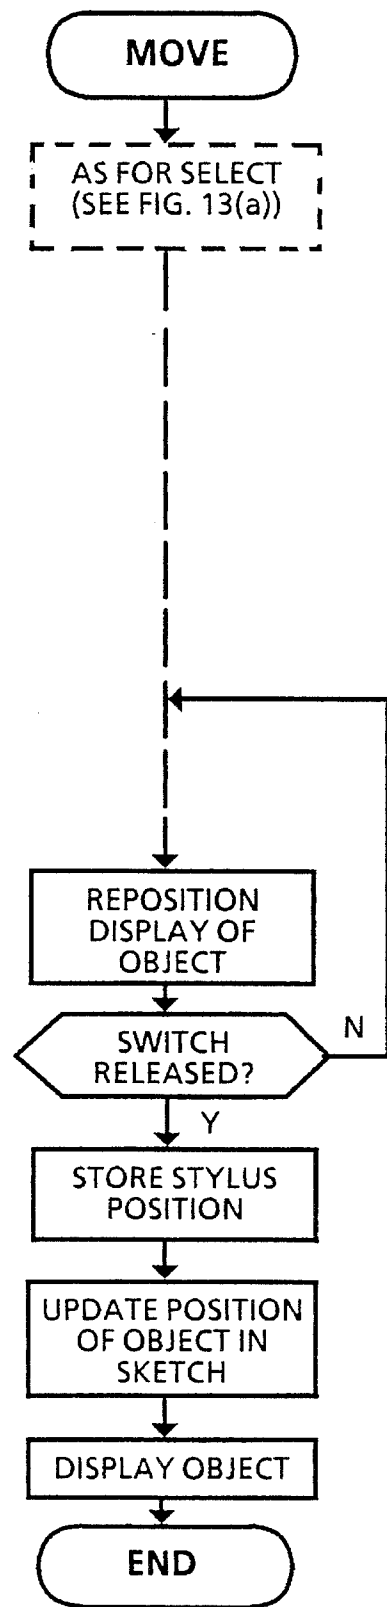 MOVE
AS FOR SELECT
(SEE FIG. 13(a))
REPOSITION
DISPLAY OF
OBJECT
SWITCH
RELEASED?
N
Y
STORE STYLUS
POSITION
UPDATE POSITION
OF OBJECT IN
SKETCH
DISPLAY OBJECT
END